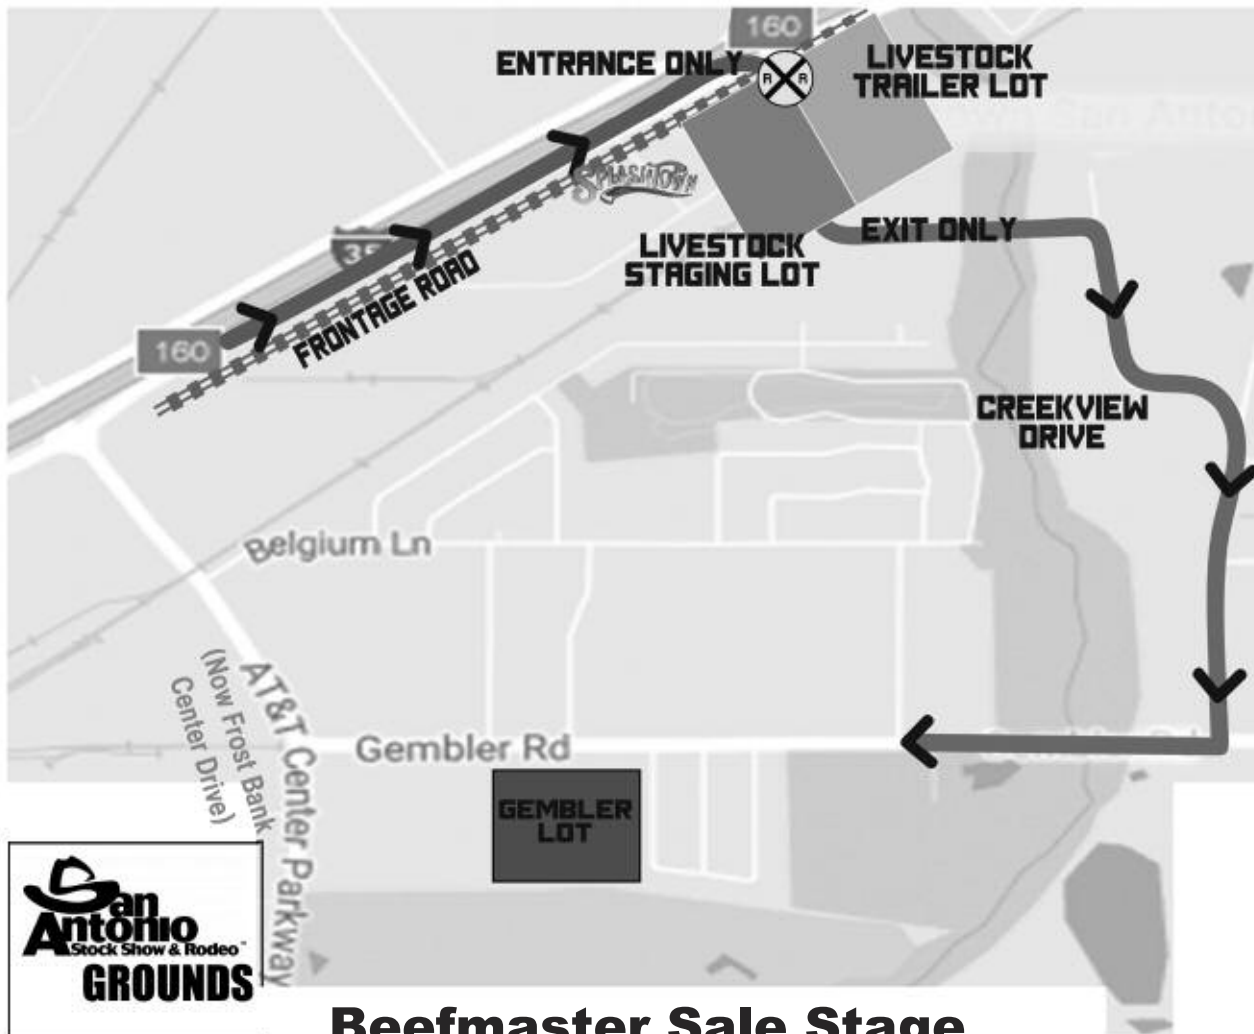 160
ENTRANCE ONLY
R R
LIVESTOCK
TRAILER LOT
SPLASHTOWN
35
EXIT ONLY
LIVESTOCK
STAGING LOT
FRONTAGE ROAD
160
CREEKVIEW
DRIVE
Belgium Ln
AT&T Center Parkway
(Now Frost Bank
Center Drive)
Gembler Rd
GEMBLER
LOT
San
Antonio
Stock Show & Rodeo™
GROUNDS
Beefmaster Sale Stage